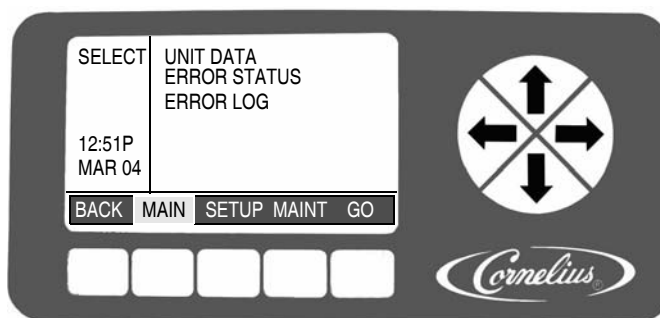 SELECT
UNIT DATA
ERROR STATUS
ERROR LOG
12:51P
MAR 04
BACK MAIN SETUP MAINT GO
Cornelius®